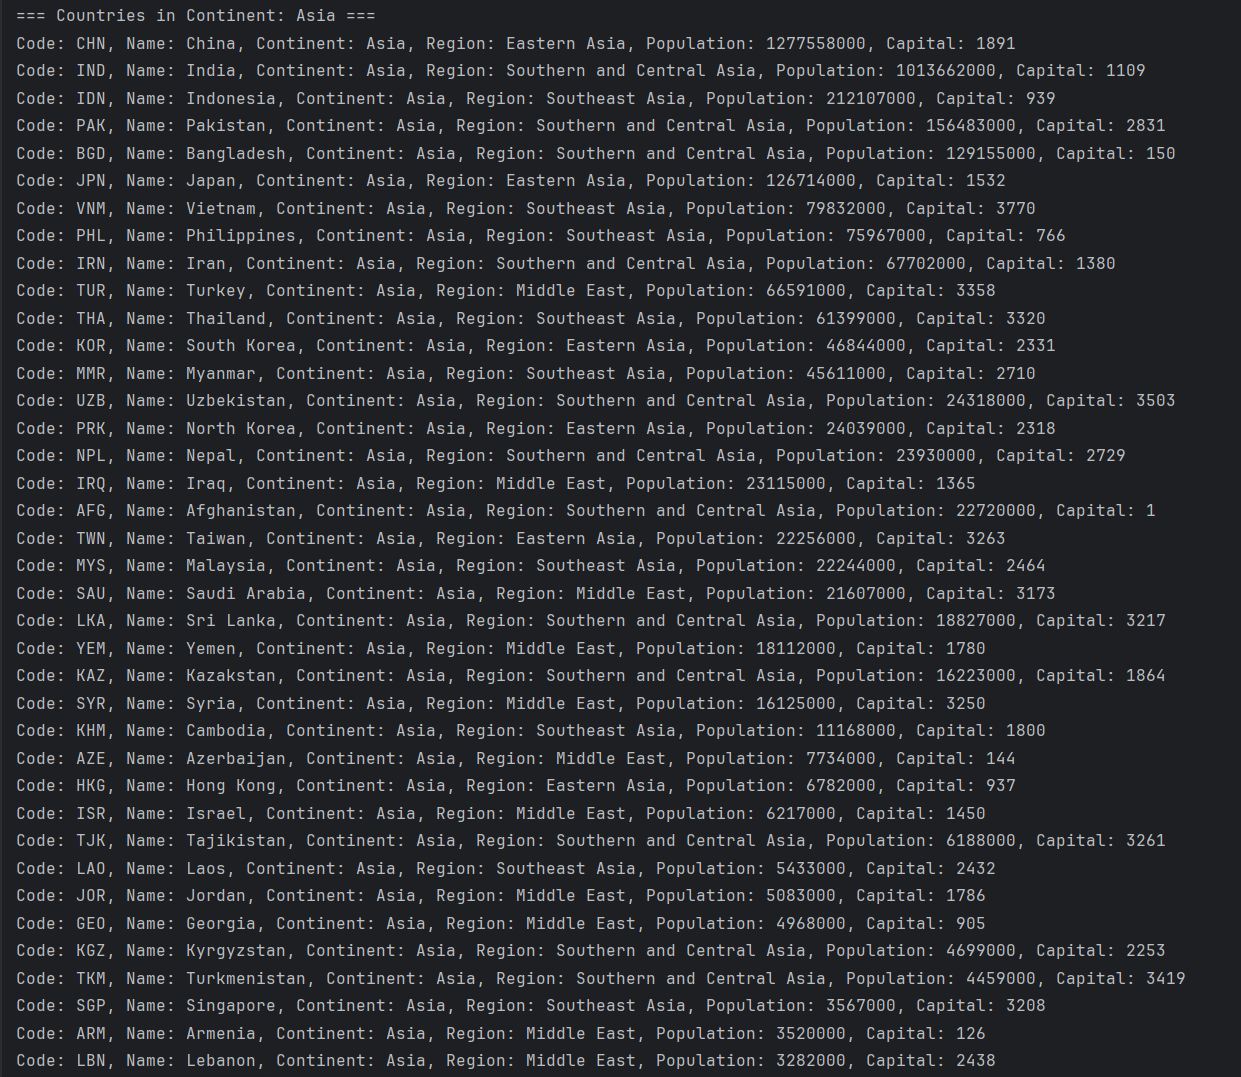 === Countries in Continent: Asia ===
Code: CHN, Name: China, Continent: Asia, Region: Eastern Asia, Population: 1277558000, Capital: 1891
Code: IND, Name: India, Continent: Asia, Region: Southern and Central Asia, Population: 1013662000, Capital: 1109
Code: IDN, Name: Indonesia, Continent: Asia, Region: Southeast Asia, Population: 212107000, Capital: 939
Code: PAK, Name: Pakistan, Continent: Asia, Region: Southern and Central Asia, Population: 156483000, Capital: 2831
Code: BGD, Name: Bangladesh, Continent: Asia, Region: Southern and Central Asia, Population: 129155000, Capital: 150
Code: JPN, Name: Japan, Continent: Asia, Region: Eastern Asia, Population: 126714000, Capital: 1532
Code: VNM, Name: Vietnam, Continent: Asia, Region: Southeast Asia, Population: 79832000, Capital: 3770
Code: PHL, Name: Philippines, Continent: Asia, Region: Southeast Asia, Population: 75967000, Capital: 766
Code: IRN, Name: Iran, Continent: Asia, Region: Southern and Central Asia, Population: 67702000, Capital: 1380
Code: TUR, Name: Turkey, Continent: Asia, Region: Middle East, Population: 66591000, Capital: 3358
Code: THA, Name: Thailand, Continent: Asia, Region: Southeast Asia, Population: 61399000, Capital: 3320
Code: KOR, Name: South Korea, Continent: Asia, Region: Eastern Asia, Population: 46844000, Capital: 2331
Code: MMR, Name: Myanmar, Continent: Asia, Region: Southeast Asia, Population: 45611000, Capital: 2710
Code: UZB, Name: Uzbekistan, Continent: Asia, Region: Southern and Central Asia, Population: 24318000, Capital: 3503
Code: PRK, Name: North Korea, Continent: Asia, Region: Eastern Asia, Population: 24039000, Capital: 2318
Code: NPL, Name: Nepal, Continent: Asia, Region: Southern and Central Asia, Population: 23930000, Capital: 2729
Code: IRQ, Name: Iraq, Continent: Asia, Region: Middle East, Population: 23115000, Capital: 1365
Code: AFG, Name: Afghanistan, Continent: Asia, Region: Southern and Central Asia, Population: 22720000, Capital: 1
Code: TWN, Name: Taiwan, Continent: Asia, Region: Eastern Asia, Population: 22256000, Capital: 3263
Code: MYS, Name: Malaysia, Continent: Asia, Region: Southeast Asia, Population: 22244000, Capital: 2464
Code: SAU, Name: Saudi Arabia, Continent: Asia, Region: Middle East, Population: 21607000, Capital: 3173
Code: LKA, Name: Sri Lanka, Continent: Asia, Region: Southern and Central Asia, Population: 18827000, Capital: 3217
Code: YEM, Name: Yemen, Continent: Asia, Region: Middle East, Population: 18112000, Capital: 1780
Code: KAZ, Name: Kazakstan, Continent: Asia, Region: Southern and Central Asia, Population: 16223000, Capital: 1864
Code: SYR, Name: Syria, Continent: Asia, Region: Middle East, Population: 16125000, Capital: 3250
Code: KHM, Name: Cambodia, Continent: Asia, Region: Southeast Asia, Population: 11168000, Capital: 1800
Code: AZE, Name: Azerbaijan, Continent: Asia, Region: Middle East, Population: 7734000, Capital: 144
Code: HKG, Name: Hong Kong, Continent: Asia, Region: Eastern Asia, Population: 6782000, Capital: 937
Code: ISR, Name: Israel, Continent: Asia, Region: Middle East, Population: 6217000, Capital: 1450
Code: TJK, Name: Tajikistan, Continent: Asia, Region: Southern and Central Asia, Population: 6188000, Capital: 3261
Code: LAO, Name: Laos, Continent: Asia, Region: Southeast Asia, Population: 5433000, Capital: 2432
Code: JOR, Name: Jordan, Continent: Asia, Region: Middle East, Population: 5083000, Capital: 1786
Code: GEO, Name: Georgia, Continent: Asia, Region: Middle East, Population: 4968000, Capital: 905
Code: KGZ, Name: Kyrgyzstan, Continent: Asia, Region: Southern and Central Asia, Population: 4699000, Capital: 2253
Code: TKM, Name: Turkmenistan, Continent: Asia, Region: Southern and Central Asia, Population: 4459000, Capital: 3419
Code: SGP, Name: Singapore, Continent: Asia, Region: Southeast Asia, Population: 3567000, Capital: 3208
Code: ARM, Name: Armenia, Continent: Asia, Region: Middle East, Population: 3520000, Capital: 126
Code: LBN, Name: Lebanon, Continent: Asia, Region: Middle East, Population: 3282000, Capital: 2438